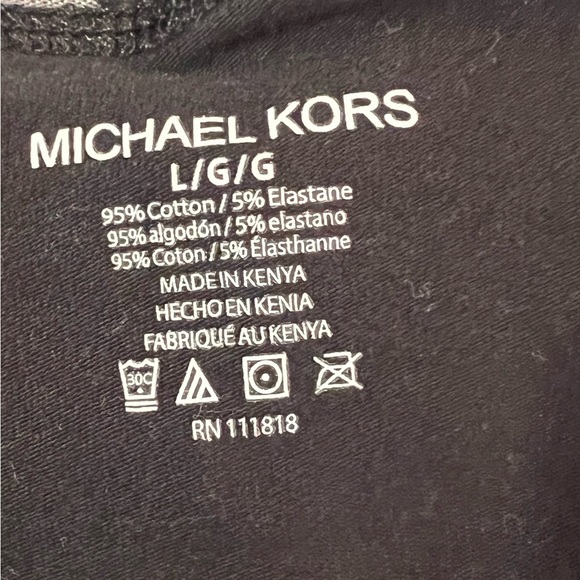 MICHAEL KORS
L/G/G
95% Cotton / 5% Elastane
95% algodón / 5% elastano
95% Coton / 5% Élasthanne
MADE IN KENYA
HECHO EN KENIA
FABRIQUÉ AU KENYA
30C
RN 111818